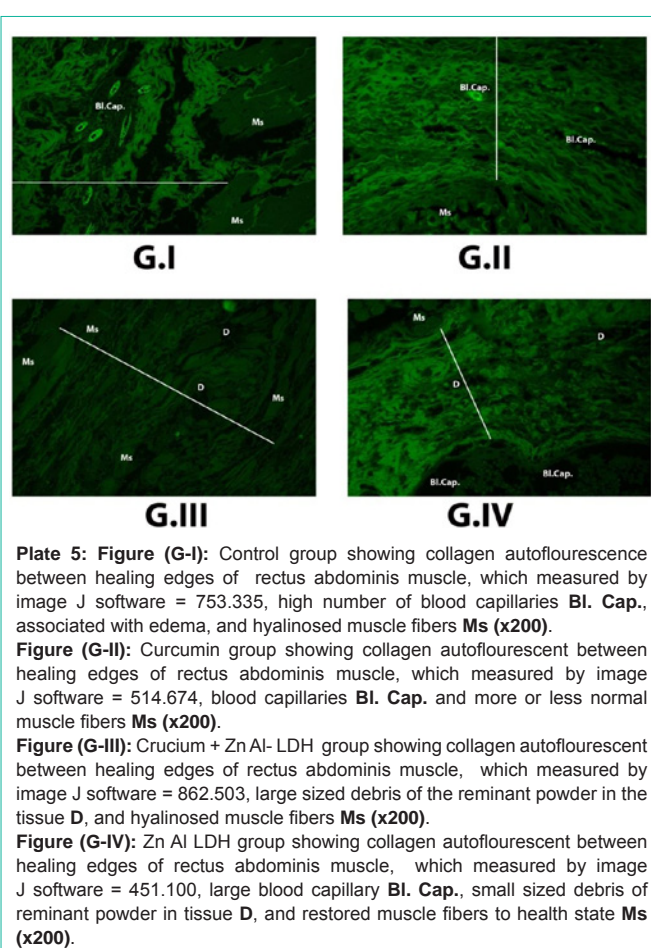 Bl.Cap.
Ms
Ms
G.I
Bl.Cap.
Bl.Cap.
Ms
G.II
Ms
D
Ms
D
Ms
Ms
G.III
Ms
D
D
Bl.Cap.
Bl.Cap.
G.IV
Plate 5: Figure (G-I): Control group showing collagen autoflourescence
between healing edges of rectus abdominis muscle, which measured by
image J software = 753.335, high number of blood capillaries Bl. Cap.,
associated with edema, and hyalinosed muscle fibers Ms (x200).
Figure (G-II): Curcumin group showing collagen autoflourescent between
healing edges of rectus abdominis muscle, which measured by image
J software = 514.674, blood capillaries Bl. Cap. and more or less normal
muscle fibers Ms (x200).
Figure (G-III): Crucium + Zn Al- LDH group showing collagen autoflourescent
between healing edges of rectus abdominis muscle, which measured by
image J software = 862.503, large sized debris of the reminant powder in the
tissue D, and hyalinosed muscle fibers Ms (x200).
Figure (G-IV): Zn Al LDH group showing collagen autoflourescent between
healing edges of rectus abdominis muscle, which measured by image
J software = 451.100, large blood capillary Bl. Cap., small sized debris of
reminant powder in tissue D, and restored muscle fibers to health state Ms
(x200).